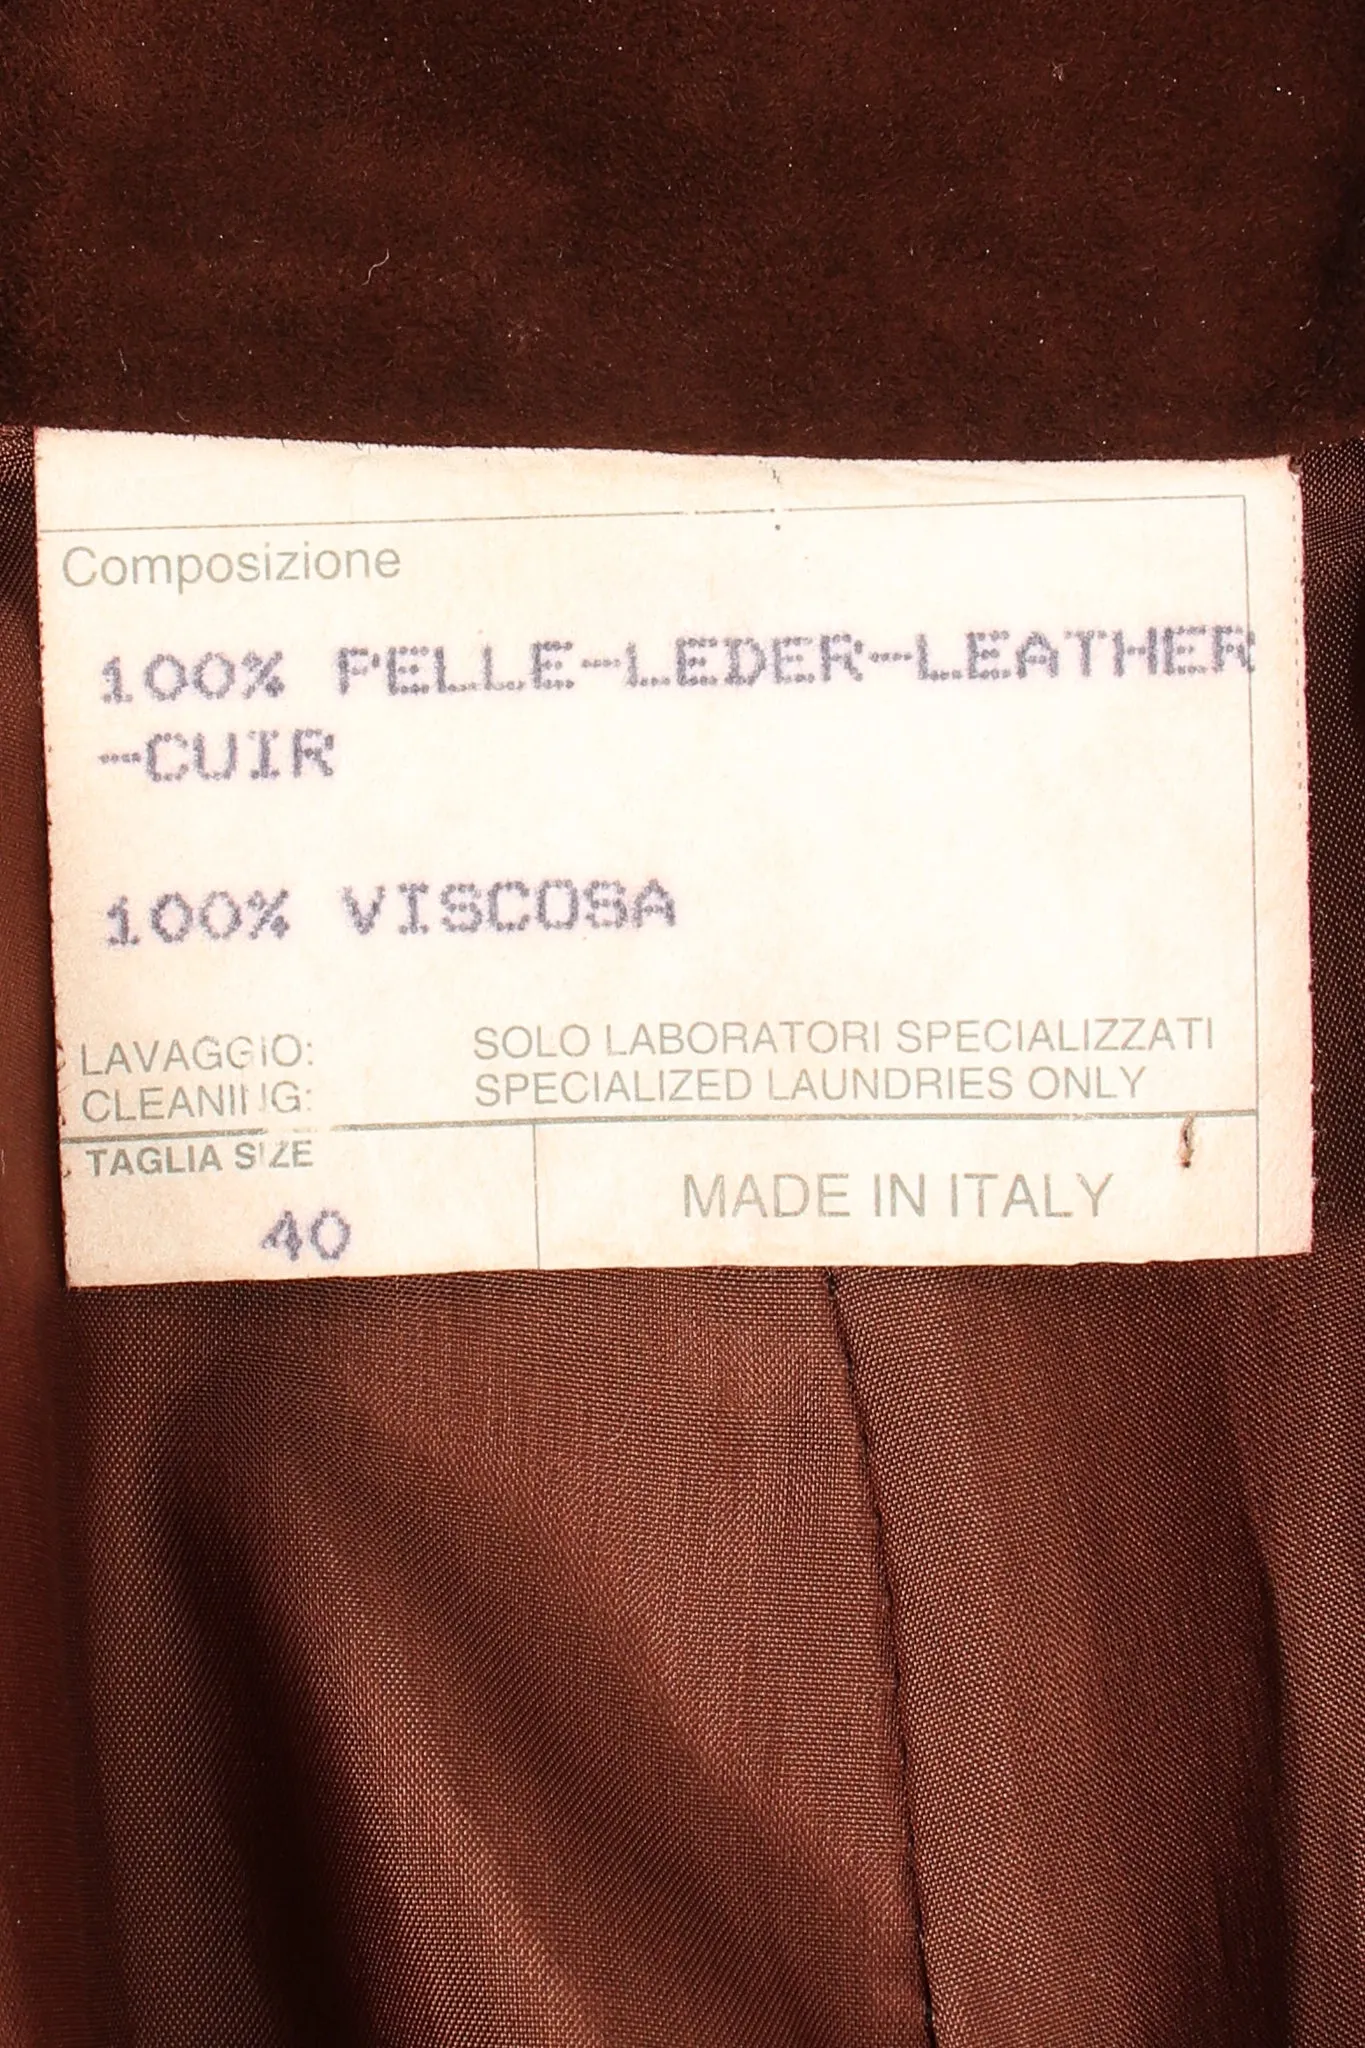 Composizione
100% PELLE-LEDER-LEATHER
-CUIR
100% VISCOSA
LAVAGGIO: SOLO LABORATORI SPECIALIZZATI
CLEANING: SPECIALIZED LAUNDRIES ONLY
TAGLIA SIZE
MADE IN ITALY
40